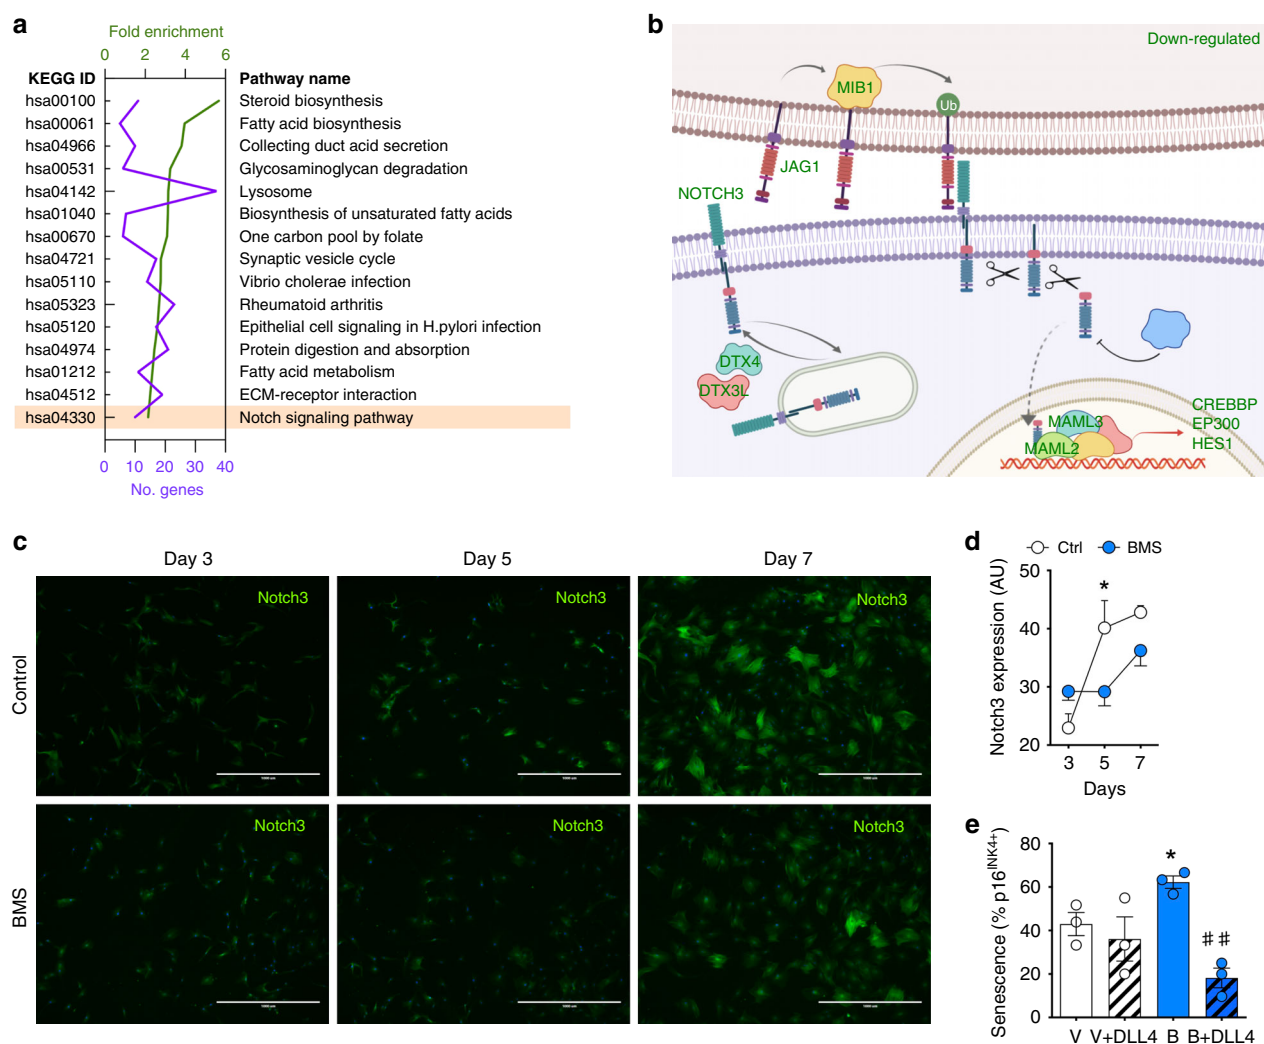 a
Fold enrichment
0 2 4 6
KEGG ID Pathway name
hsa00100 Steroid biosynthesis
hsa00061 Fatty acid biosynthesis
hsa04966 Collecting duct acid secretion
hsa00531 Glycosaminoglycan degradation
hsa04142 Lysosome
hsa01040 Biosynthesis of unsaturated fatty acids
hsa00670 One carbon pool by folate
hsa04721 Synaptic vesicle cycle
hsa05110 Vibrio cholerae infection
hsa05323 Rheumatoid arthritis
hsa05120 Epithelial cell signaling in H.pylori infection
hsa04974 Protein digestion and absorption
hsa01212 Fatty acid metabolism
hsa04512 ECM-receptor interaction
hsa04330 Notch signaling pathway
0 10 20 30 40
No. genes
b
Down-regulated
MIB1
Ub
JAG1
NOTCH3
DTX4
DTX3L
MAML3
MAML2
CREBBP
EP300
HES1
c
Day 3 Day 5 Day 7
Control
Notch3 Notch3 Notch3
BMS
Notch3 Notch3 Notch3
d
Ctrl BMS
Notch3 expression (AU)
50
40
30
20
*
3 5 7
Days
e
Senescence (% p16INK4+)
80
60
40
20
0
*
##
V V+DLL4 B B+DLL4